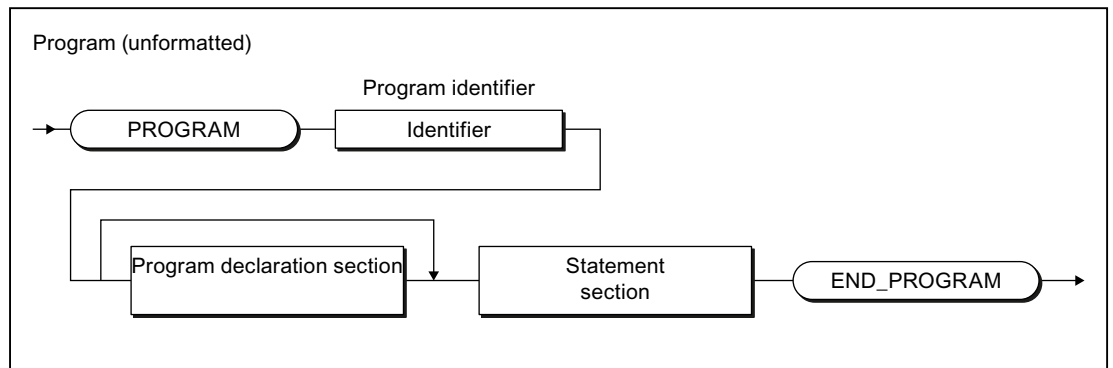 Program (unformatted)
Program identifier
PROGRAM
Identifier
Program declaration section
Statement
section
END_PROGRAM